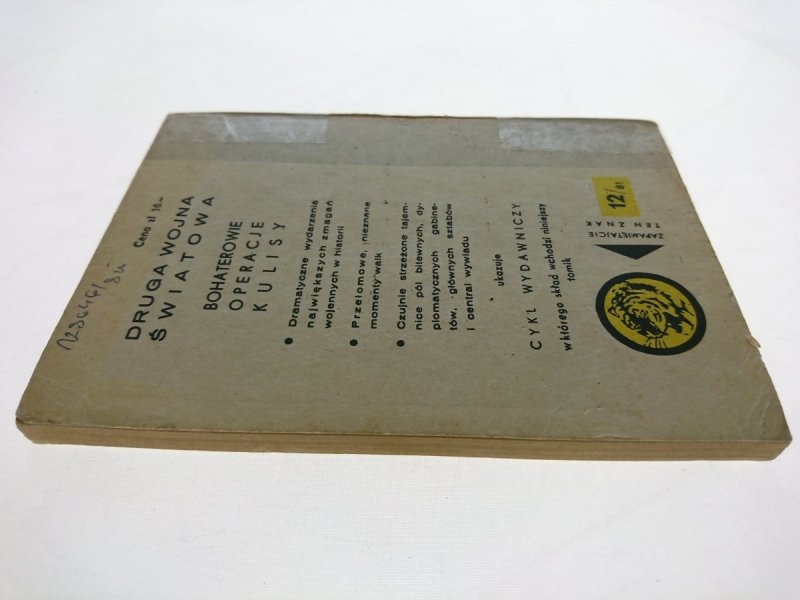 Cena zł 10.-
DRUGA WOJNA
ŚWIATOWA
BOHATEROWIE
OPERACJE
KULISY
● Dramatyczne wydarzenia
największych zmagań
wojennych w historii
● Przełomowe, nieznane
momenty walk
● Czujnie strzeżone tajem-
nice pól bitewnych, dy-
plomatycznych gabine-
tów, głównych sztabów
i central wywiadu
ukazuje
CYKL WYDAWNICZY
w którego skład wchodzi niniejszy
tomik
12/81
ZAPAMIĘTAJCIE
TEN ZNAK